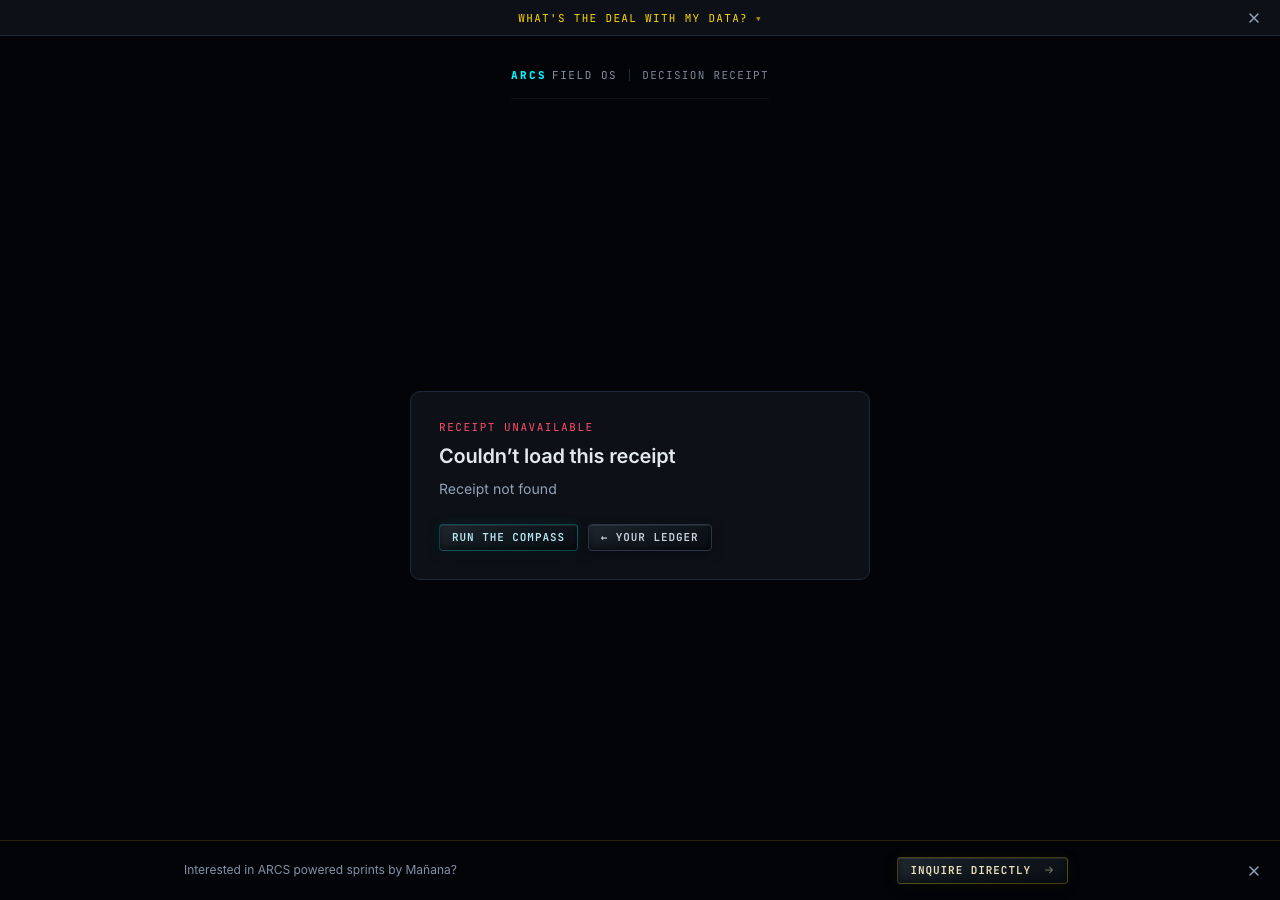 WHAT'S THE DEAL WITH MY DATA? ▾
ARCS FIELD OS | DECISION RECEIPT
RECEIPT UNAVAILABLE
Couldn’t load this receipt
Receipt not found
RUN THE COMPASS
← YOUR LEDGER
Interested in ARCS powered sprints by Mañana?
INQUIRE DIRECTLY →